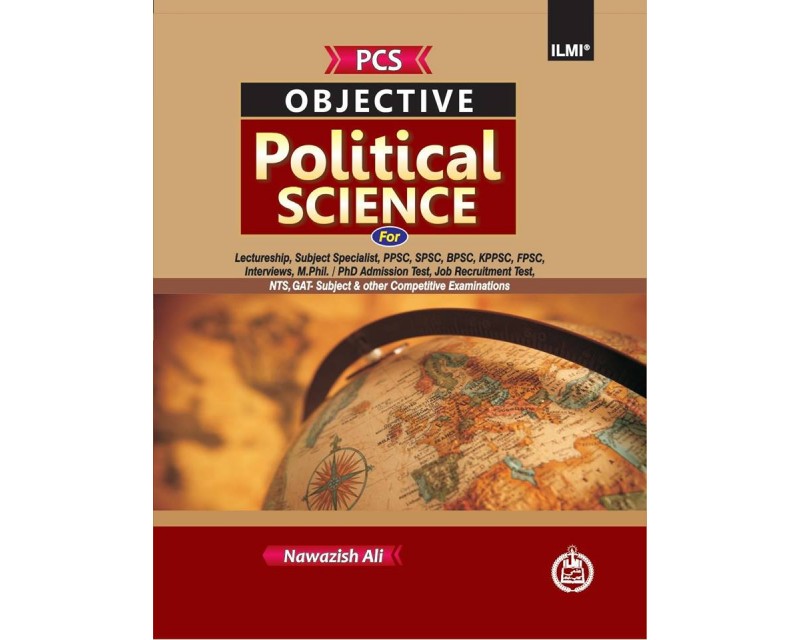 ILMI®
PCS
OBJECTIVE
Political
SCIENCE
For
Lectureship, Subject Specialist, PPSC, SPSC, BPSC, KPPSC, FPSC,
Interviews, M.Phil. / PhD Admission Test, Job Recruitment Test,
NTS, GAT- Subject & other Competitive Examinations
Nawazish Ali